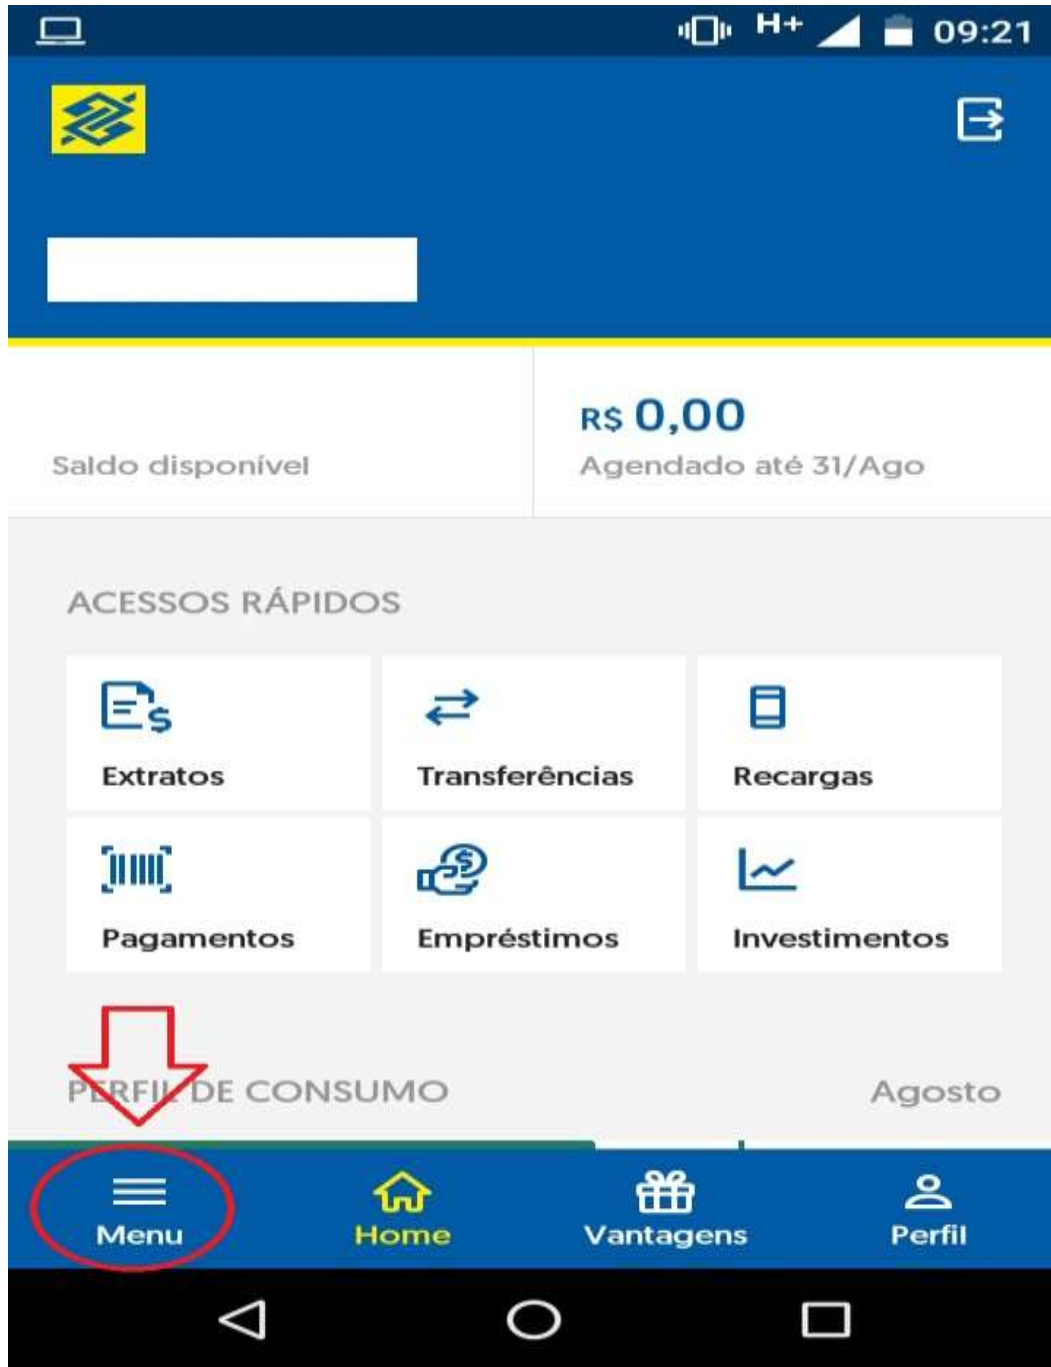 H+ 09:21
R$ 0,00
Saldo disponível
Agendado até 31/Ago
ACESSOS RÁPIDOS
Extratos
Transferências
Recargas
Pagamentos
Empréstimos
Investimentos
PERFIL DE CONSUMO
Agosto
Menu
Home
Vantagens
Perfil